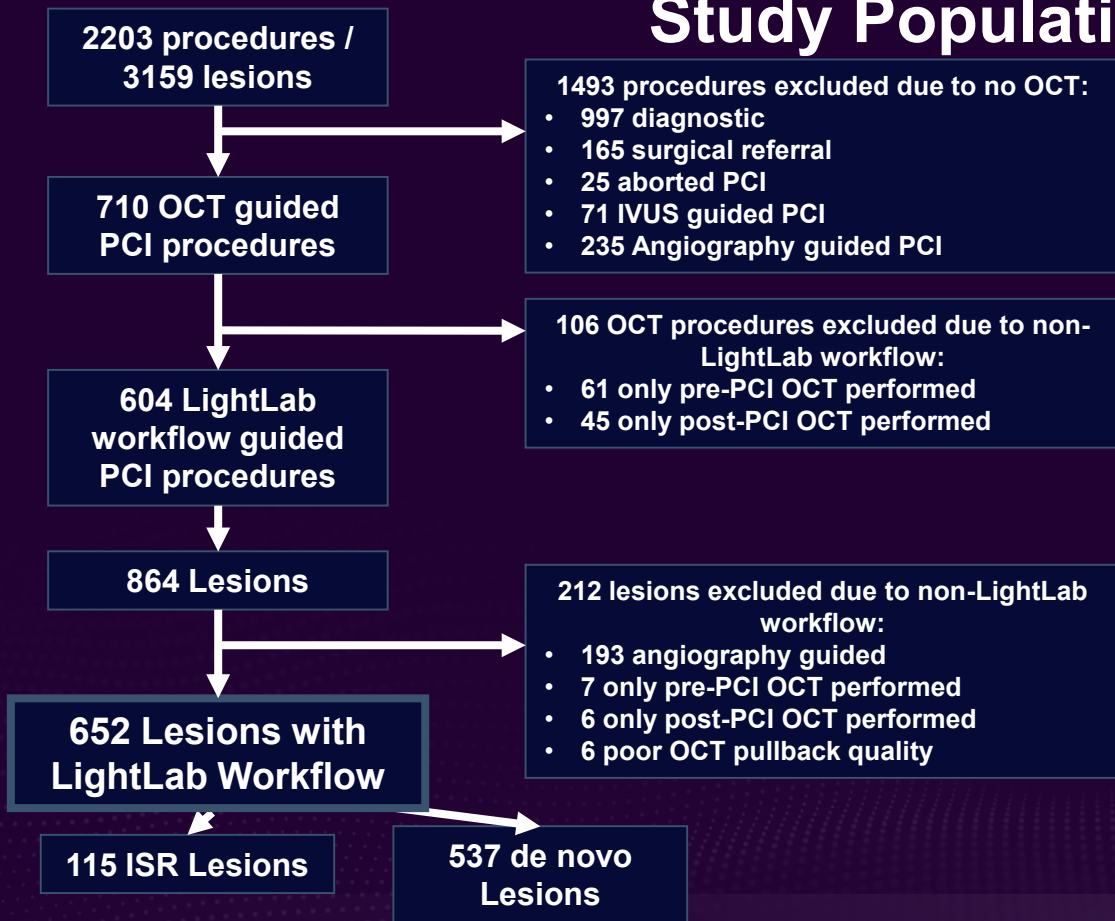 Study Populati
2203 procedures /
3159 lesions
1493 procedures excluded due to no OCT:
• 997 diagnostic
• 165 surgical referral
• 25 aborted PCI
• 71 IVUS guided PCI
• 235 Angiography guided PCI
710 OCT guided
PCI procedures
106 OCT procedures excluded due to non-
LightLab workflow:
• 61 only pre-PCI OCT performed
• 45 only post-PCI OCT performed
604 LightLab
workflow guided
PCI procedures
864 Lesions
212 lesions excluded due to non-LightLab
workflow:
• 193 angiography guided
• 7 only pre-PCI OCT performed
• 6 only post-PCI OCT performed
• 6 poor OCT pullback quality
652 Lesions with
LightLab Workflow
115 ISR Lesions
537 de novo
Lesions